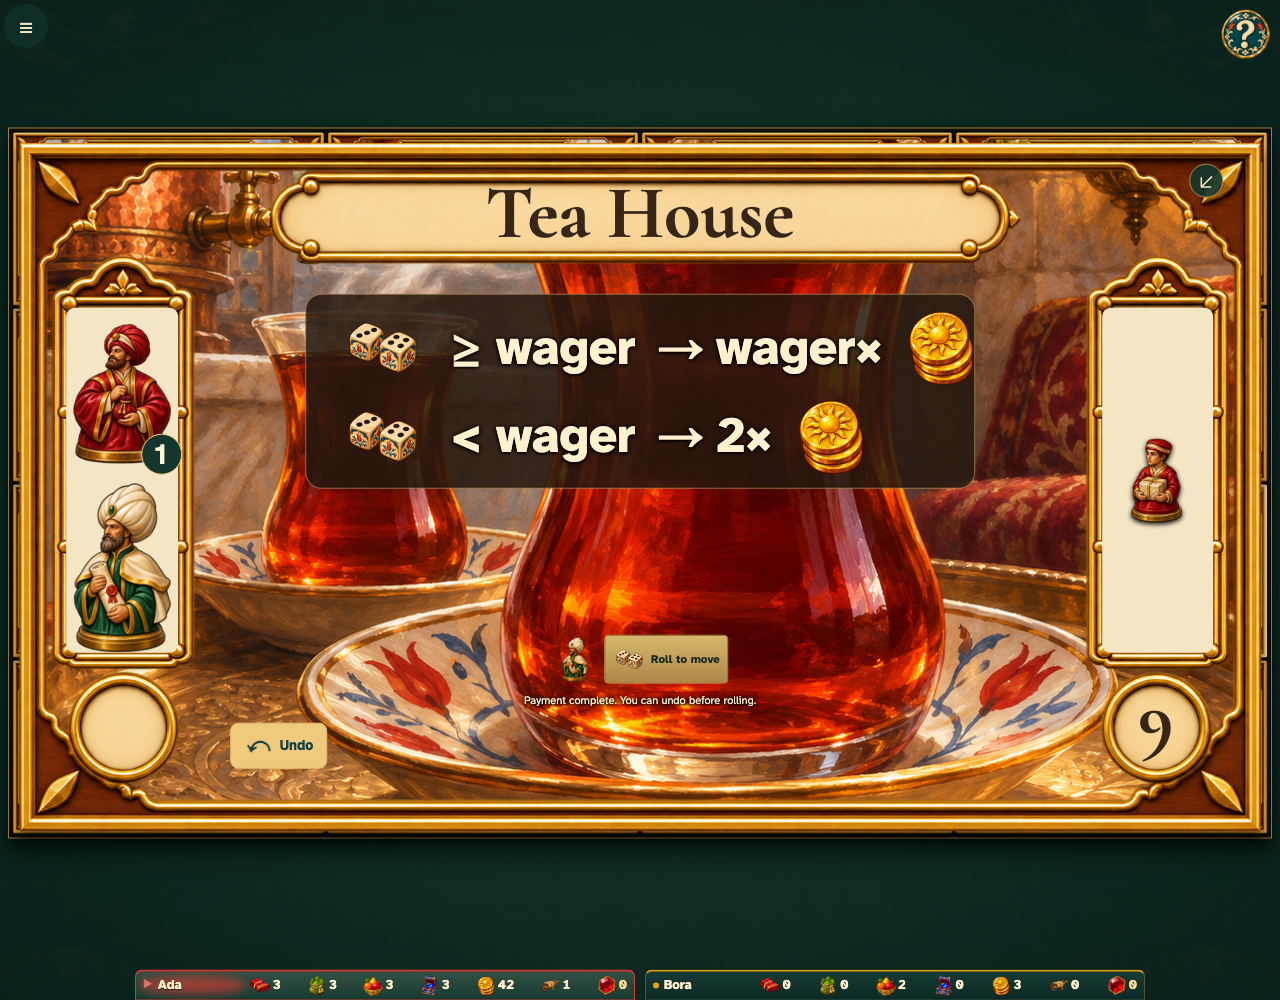 ?
Tea House
≥ wager → wager×
< wager → 2×
1
Roll to move
Payment complete. You can undo before rolling.
Undo
9
Ada 3 3 3 3 42 1 0
Bora 0 0 2 0 3 0 0